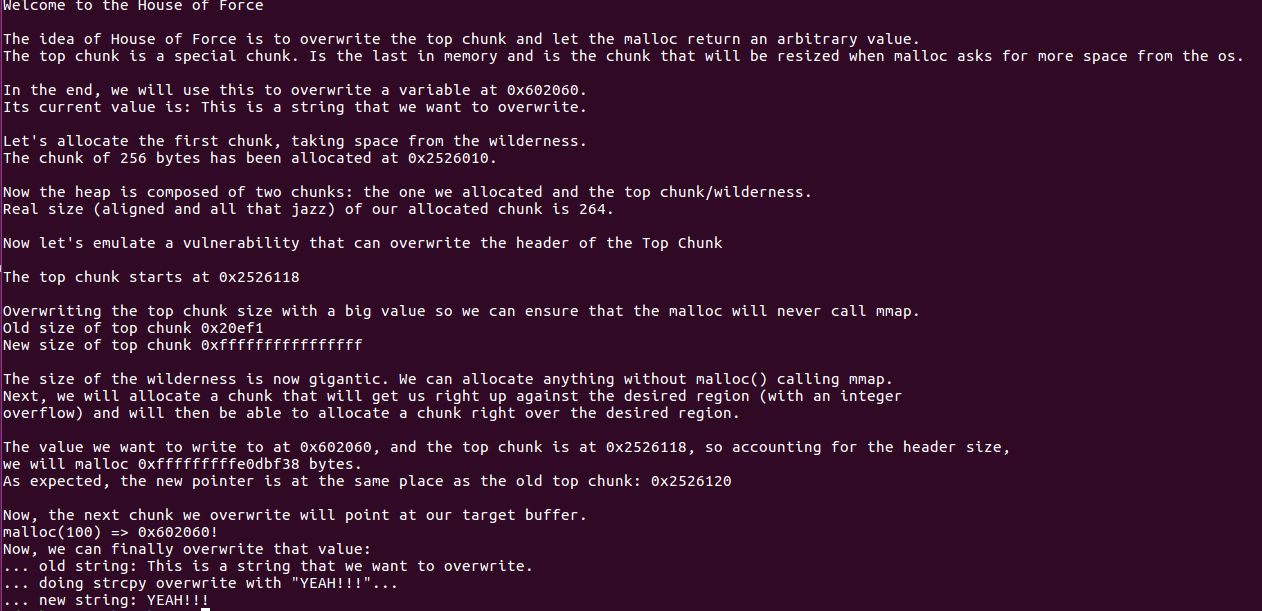 Welcome to the House of Force
The idea of House of Force is to overwrite the top chunk and let the malloc return an arbitrary value.
The top chunk is a special chunk. Is the last in memory and is the chunk that will be resized when malloc asks for more space from the os.
In the end, we will use this to overwrite a variable at 0x602060.
Its current value is: This is a string that we want to overwrite.
Let's allocate the first chunk, taking space from the wilderness.
The chunk of 256 bytes has been allocated at 0x2526010.
Now the heap is composed of two chunks: the one we allocated and the top chunk/wilderness.
Real size (aligned and all that jazz) of our allocated chunk is 264.
Now let's emulate a vulnerability that can overwrite the header of the Top Chunk
The top chunk starts at 0x2526118
Overwriting the top chunk size with a big value so we can ensure that the malloc will never call mmap.
Old size of top chunk 0x20ef1
New size of top chunk 0xffffffffffffffff
The size of the wilderness is now gigantic. We can allocate anything without malloc() calling mmap.
Next, we will allocate a chunk that will get us right up against the desired region (with an integer
overflow) and will then be able to allocate a chunk right over the desired region.
The value we want to write to at 0x602060, and the top chunk is at 0x2526118, so accounting for the header size,
we will malloc 0xfffffffffe0dbf38 bytes.
As expected, the new pointer is at the same place as the old top chunk: 0x2526120
Now, the next chunk we overwrite will point at our target buffer.
malloc(100) => 0x602060!
Now, we can finally overwrite that value:
... old string: This is a string that we want to overwrite.
... doing strcpy overwrite with "YEAH!!!"...
... new string: YEAH!!!